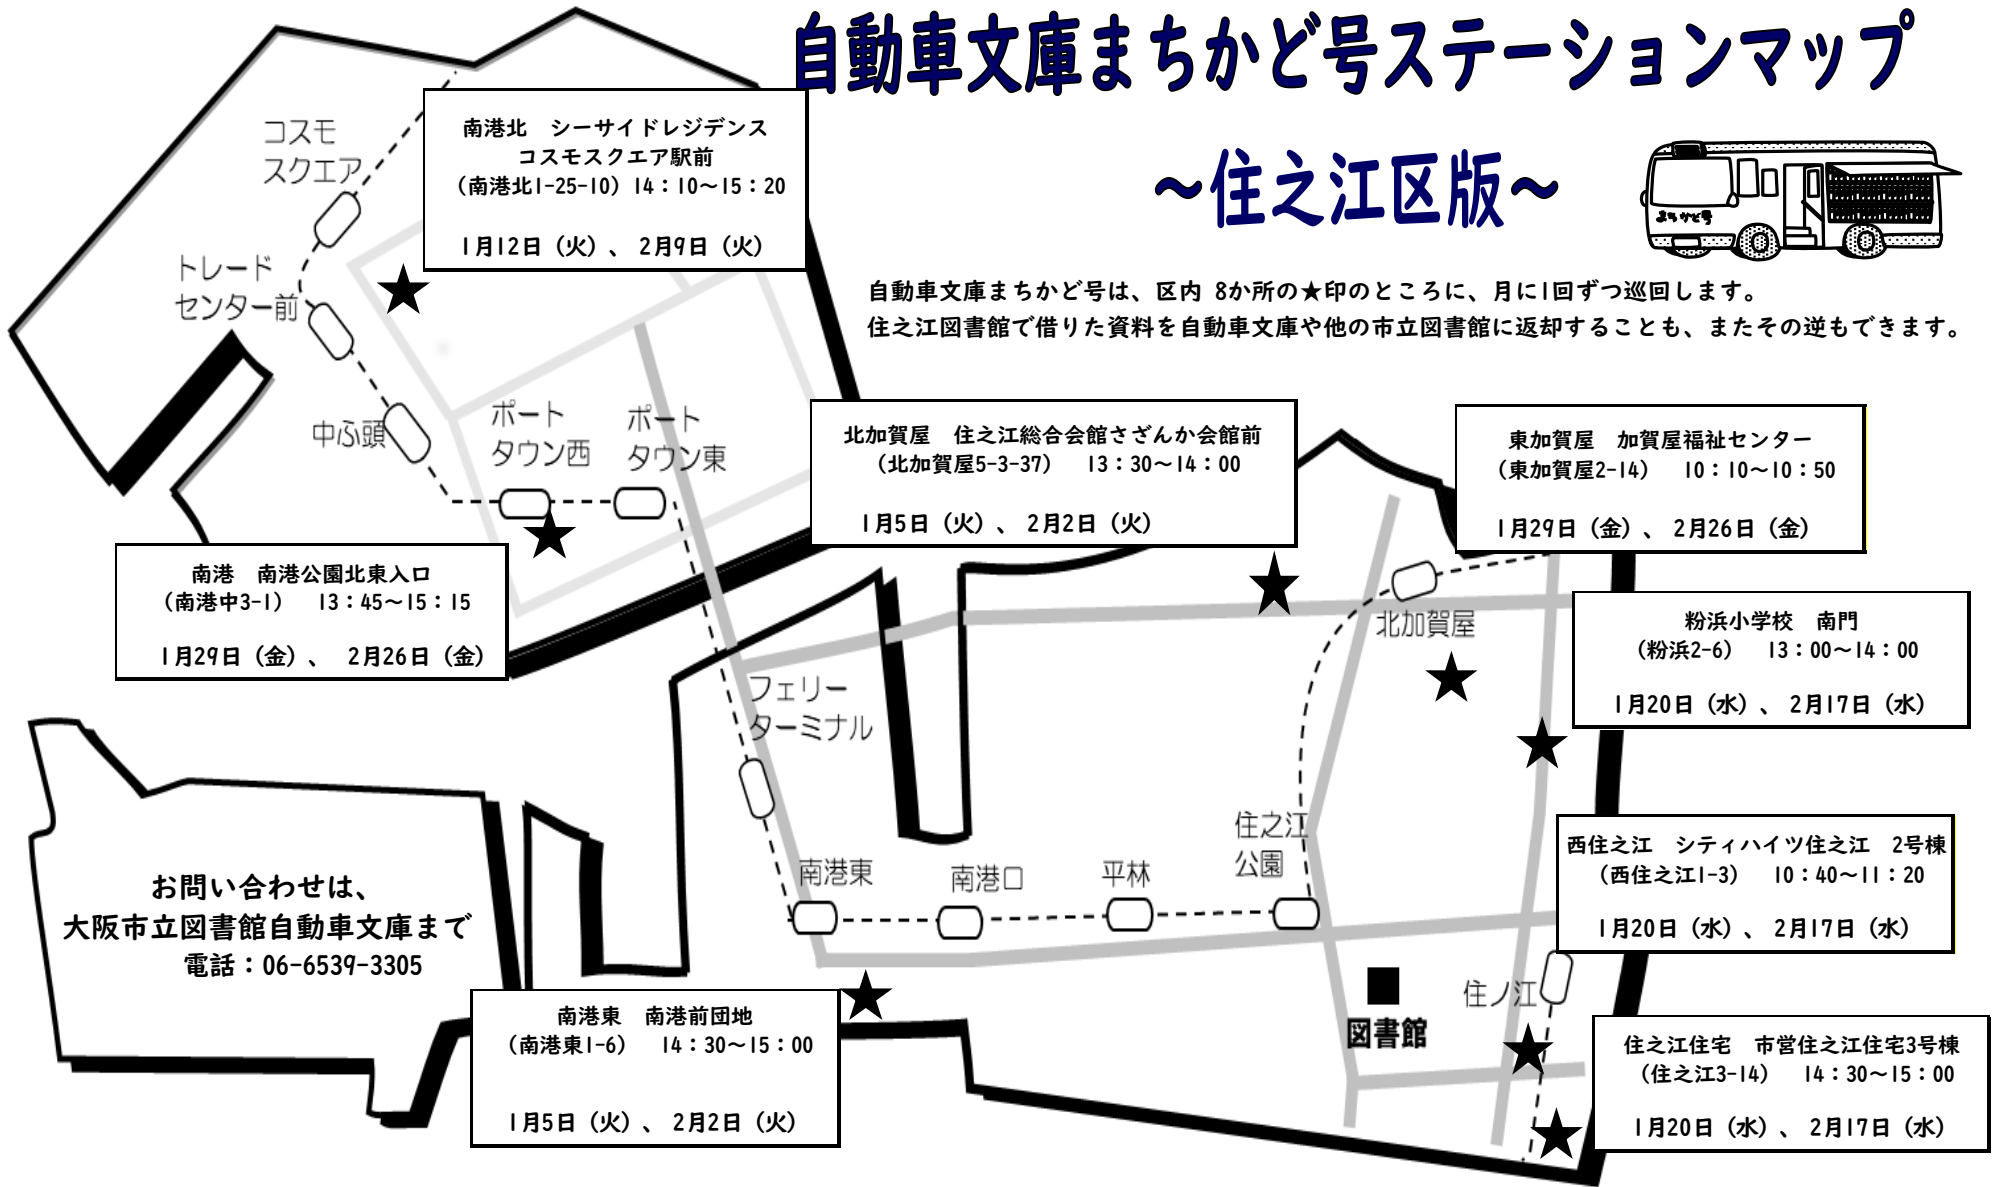 自動車文庫まちかど号ステーションマップ
～住之江区版～
まちかど号
自動車文庫まちかど号は、区内 8か所の★印のところに、月に1回ずつ巡回します。
住之江図書館で借りた資料を自動車文庫や他の市立図書館に返却することも、またその逆もできます。
南港北　シーサイドレジデンス
コスモスクエア駅前
（南港北1-25-10）14：10～15：20
1月12日（火）、 2月9日（火）
コスモ
スクエア
トレード
センター前
中ふ頭
ポート
タウン西
ポート
タウン東
北加賀屋　住之江総合会館さざんか会館前
（北加賀屋5-3-37）　13：30～14：00
1月5日（火）、 2月2日（火）
東加賀屋　加賀屋福祉センター
（東加賀屋2-14）　10：10～10：50
1月29日（金）、 2月26日（金）
南港　南港公園北東入口
（南港中3-1）　13：45～15：15
1月29日（金）、　2月26日（金）
北加賀屋
粉浜小学校　南門
（粉浜2-6）　13：00～14：00
1月20日（水）、 2月17日（水）
フェリー
ターミナル
南港東
南港口
平林
住之江
公園
西住之江　シティハイツ住之江　2号棟
（西住之江1-3）　10：40～11：20
1月20日（水）、 2月17日（水）
お問い合わせは、
大阪市立図書館自動車文庫まで
電話：06-6539-3305
住ノ江
図書館
南港東　南港前団地
（南港東1-6）　14：30～15：00
1月5日（火）、 2月2日（火）
住之江住宅　市営住之江住宅3号棟
（住之江3-14）　14：30～15：00
1月20日（水）、 2月17日（水）